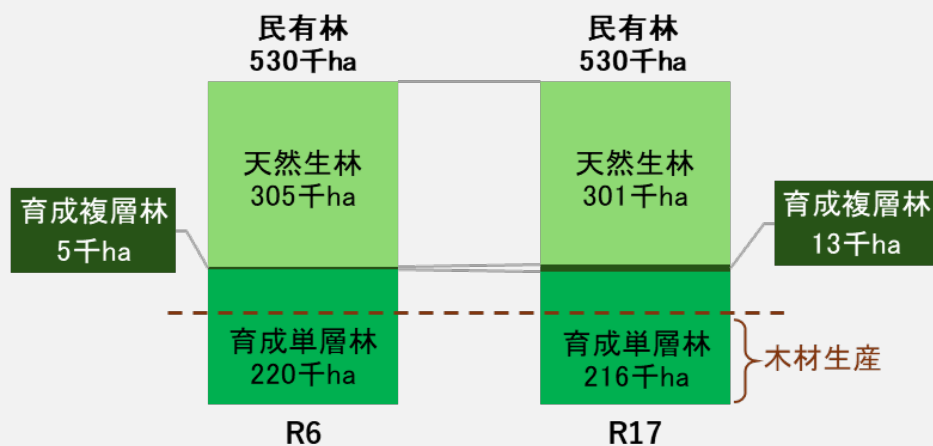 民有林
530千ha
民有林
530千ha
天然生林
305千ha
天然生林
301千ha
育成複層林
5千ha
育成複層林
13千ha
育成単層林
220千ha
育成単層林
216千ha
木材生産
R6
R17